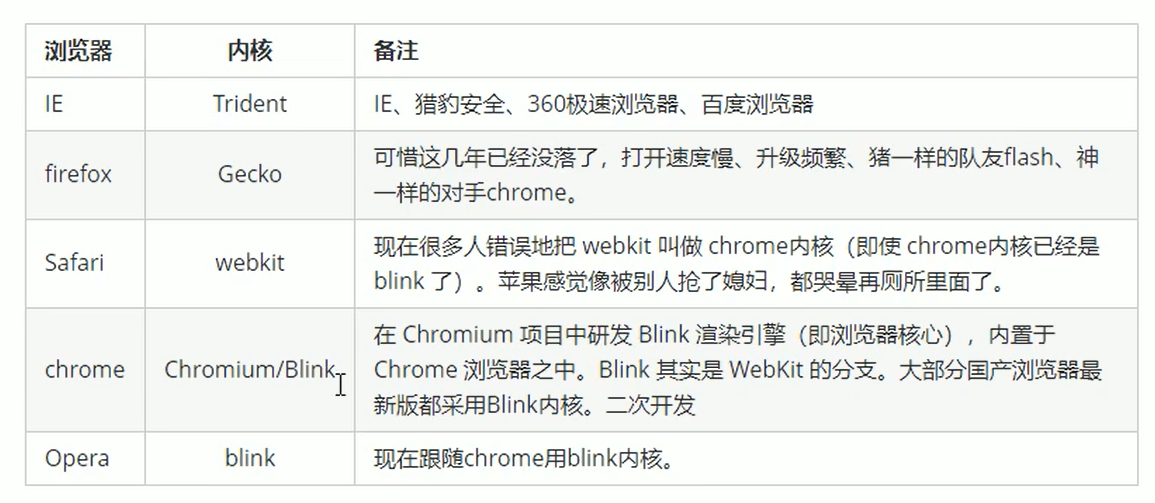 浏览器 内核 备注
IE Trident IE、猎豹安全、360极速浏览器、百度浏览器
firefox Gecko 可惜这几年已经没落了，打开速度慢、升级频繁、猪一样的队友flash、神
一样的对手chrome。
Safari webkit 现在很多人错误地把 webkit 叫做 chrome内核（即使 chrome内核已经是
blink 了）。苹果感觉像被别人抢了媳妇，都哭晕再厕所里面了。
chrome Chromium/Blink 在 Chromium 项目中研发 Blink 渲染引擎（即浏览器核心），内置于
Chrome 浏览器之中。Blink 其实是 WebKit 的分支。大部分国产浏览器最
新版都采用Blink内核。二次开发
Opera blink 现在跟随chrome用blink内核。